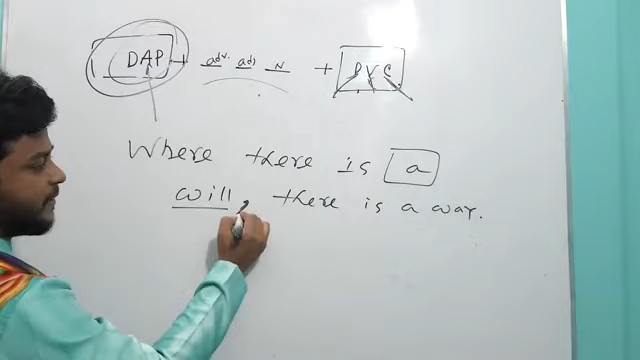 DAP + adv. adj N + PVC
Where there is a
will, there is a way.